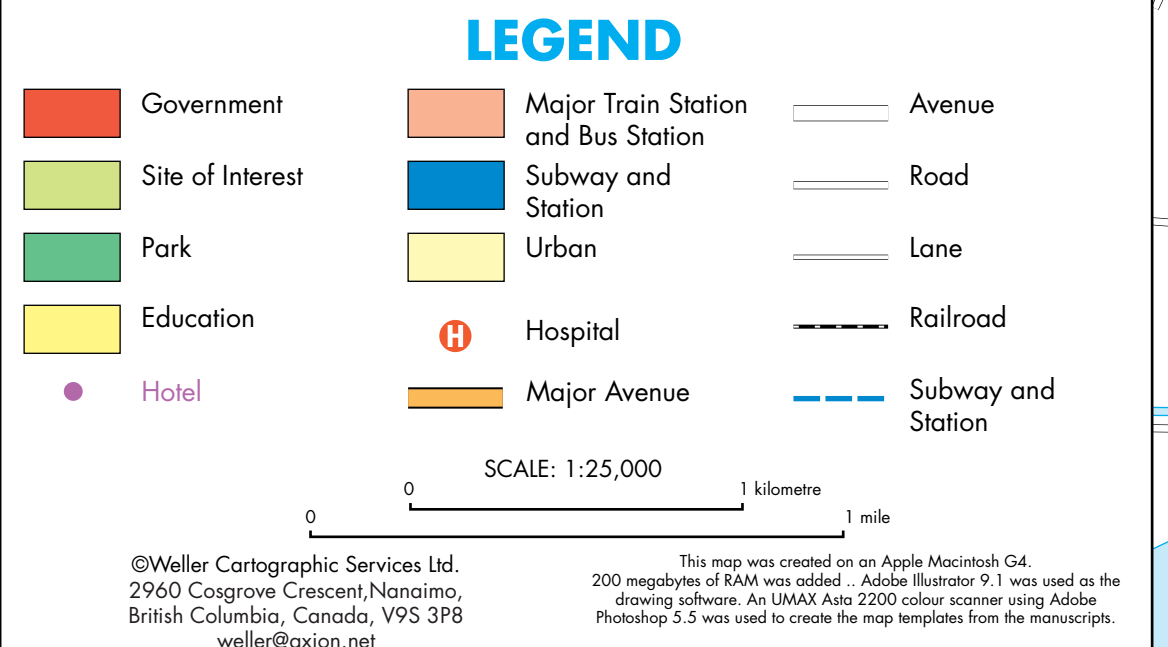 LEGEND
Government
Site of Interest
Park
Education
Hotel
Major Train Station
and Bus Station
Subway and
Station
Urban
H
Hospital
Major Avenue
Avenue
Road
Lane
Railroad
Subway and
Station
SCALE: 1:25,000
0 1 kilometre
0 1 mile
©Weller Cartographic Services Ltd.
2960 Cosgrove Crescent,Nanaimo,
British Columbia, Canada, V9S 3P8
weller@axion.net
This map was created on an Apple Macintosh G4.
200 megabytes of RAM was added .. Adobe Illustrator 9.1 was used as the
drawing software. An UMAX Asta 2200 colour scanner using Adobe
Photoshop 5.5 was used to create the map templates from the manuscripts.